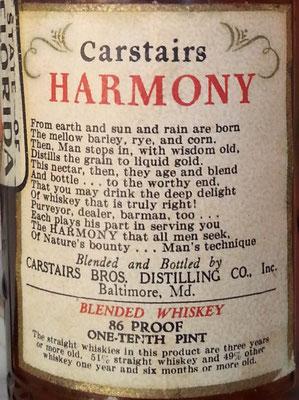 STATE OF
FLORIDA
Carstairs
HARMONY
From earth and sun and rain are born
The mellow barley, rye, and corn.
Then, Man stops in, with wisdom old,
Distills the grain to liquid gold.
This nectar, then, they age and blend
And bottle . . . to the worthy end.
That you may drink the deep delight
Of whiskey that is truly right!
Purveyor, dealer, barman, too . . .
Each plays his part in serving you
The HARMONY that all men seek,
Of Nature's bounty . . . Man's technique
Blended and Bottled by
CARSTAIRS BROS. DISTILLING CO., Inc.
Baltimore, Md.
BLENDED WHISKEY
86 PROOF
ONE-TENTH PINT
The straight whiskies in this product are three years
or more old. 51% straight whiskey and 49% other
whiskey one year and six months or more old.